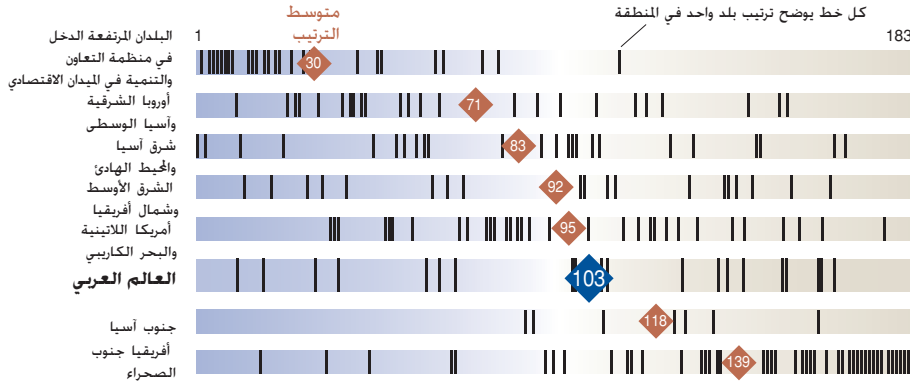 متوسط
الترتيب
كل خط يوضح ترتيب بلد واحد في المنطقة
1
183
البلدان المرتفعة الدخل
في منظمة التعاون
والتنمية في الميدان الاقتصادي
30
أوروبا الشرقية
وآسيا الوسطى
71
شرق آسيا
والمحيط الهادئ
83
الشرق الأوسط
وشمال أفريقيا
92
أمريكا اللاتينية
والبحر الكاريبي
95
العالم العربي
103
جنوب آسيا
118
أفريقيا جنوب
الصحراء
139